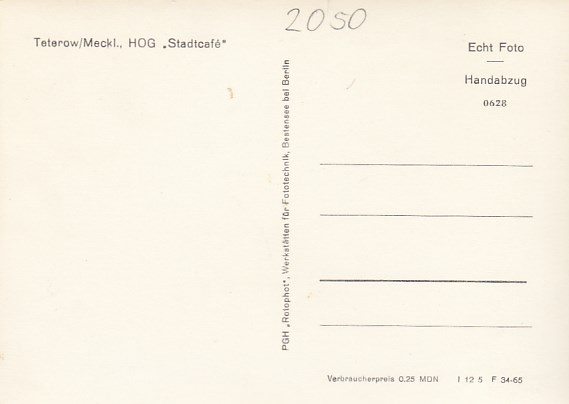 2050
Teterow/Meckl., HOG „Stadtcafé"
Echt Foto
Handabzug
0628
PGH „Rotophot", Werkstätten für Fototechnik, Bestensee bei Berlin
Verbraucherpreis 0.25 MDN I 12 5 F 34-65